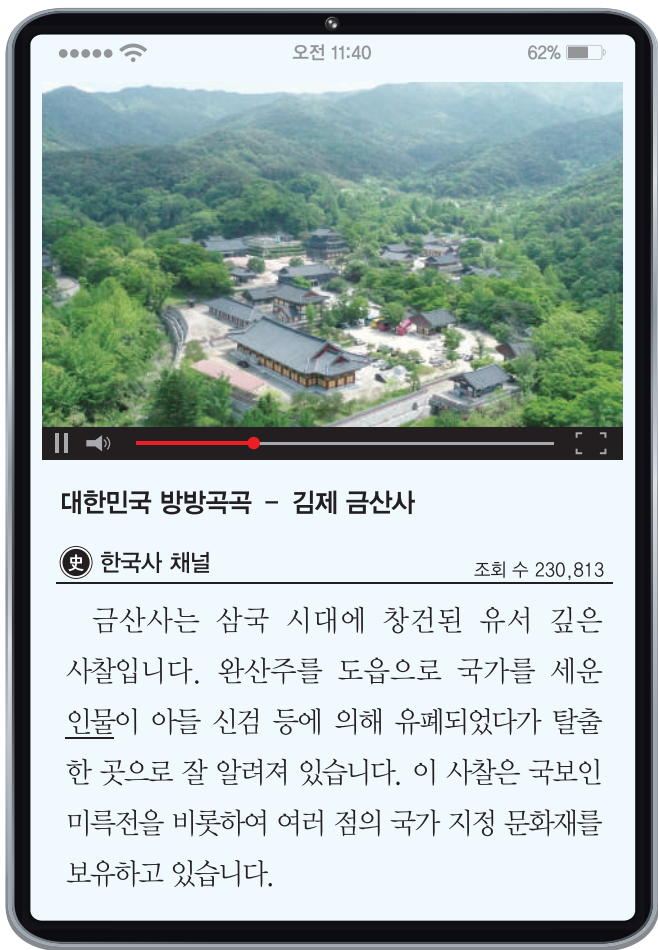 오전 11:40
62%
대한민국 방방곡곡 - 김제 금산사
史 한국사 채널
조회 수 230,813
금산사는 삼국 시대에 창건된 유서 깊은
사찰입니다. 완산주를 도읍으로 국가를 세운
인물이 아들 신검 등에 의해 유폐되었다가 탈출
한 곳으로 잘 알려져 있습니다. 이 사찰은 국보인
미륵전을 비롯하여 여러 점의 국가 지정 문화재를
보유하고 있습니다.